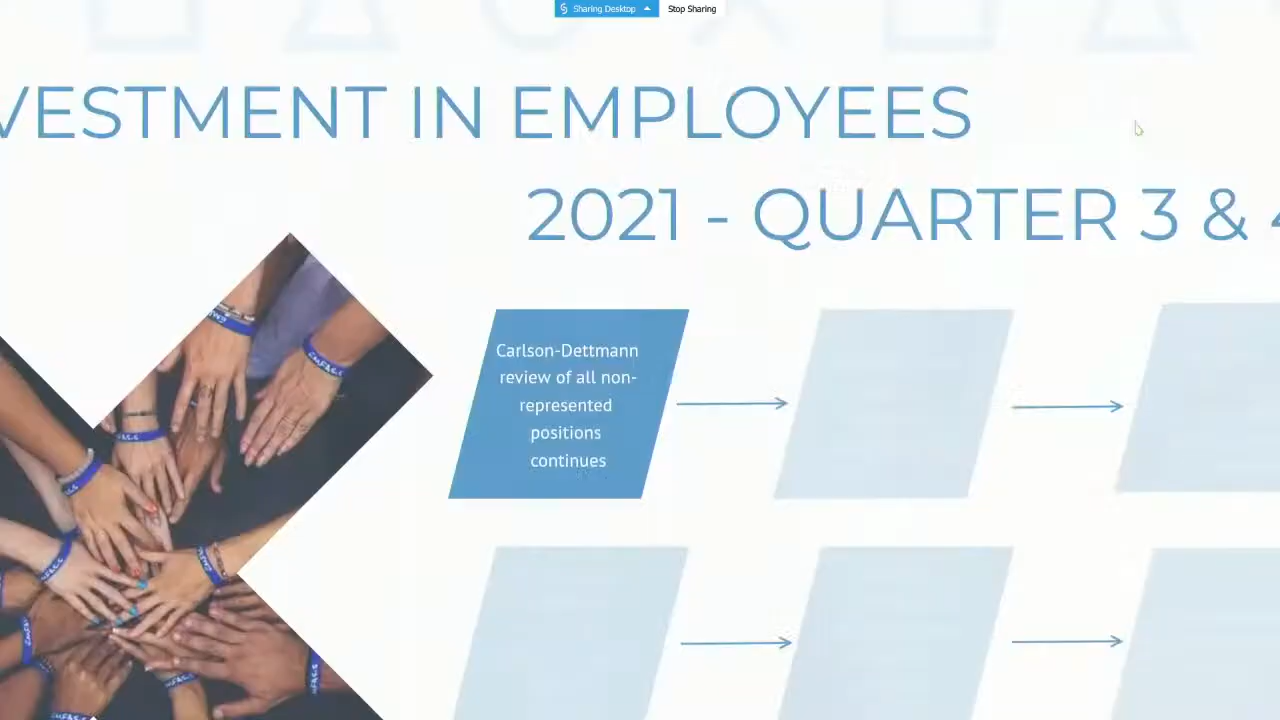 Sharing Desktop
Stop Sharing
VESTMENT IN EMPLOYEES
2021 - QUARTER 3 &
Carlson-Dettmann
review of all non-
represented
positions
continues